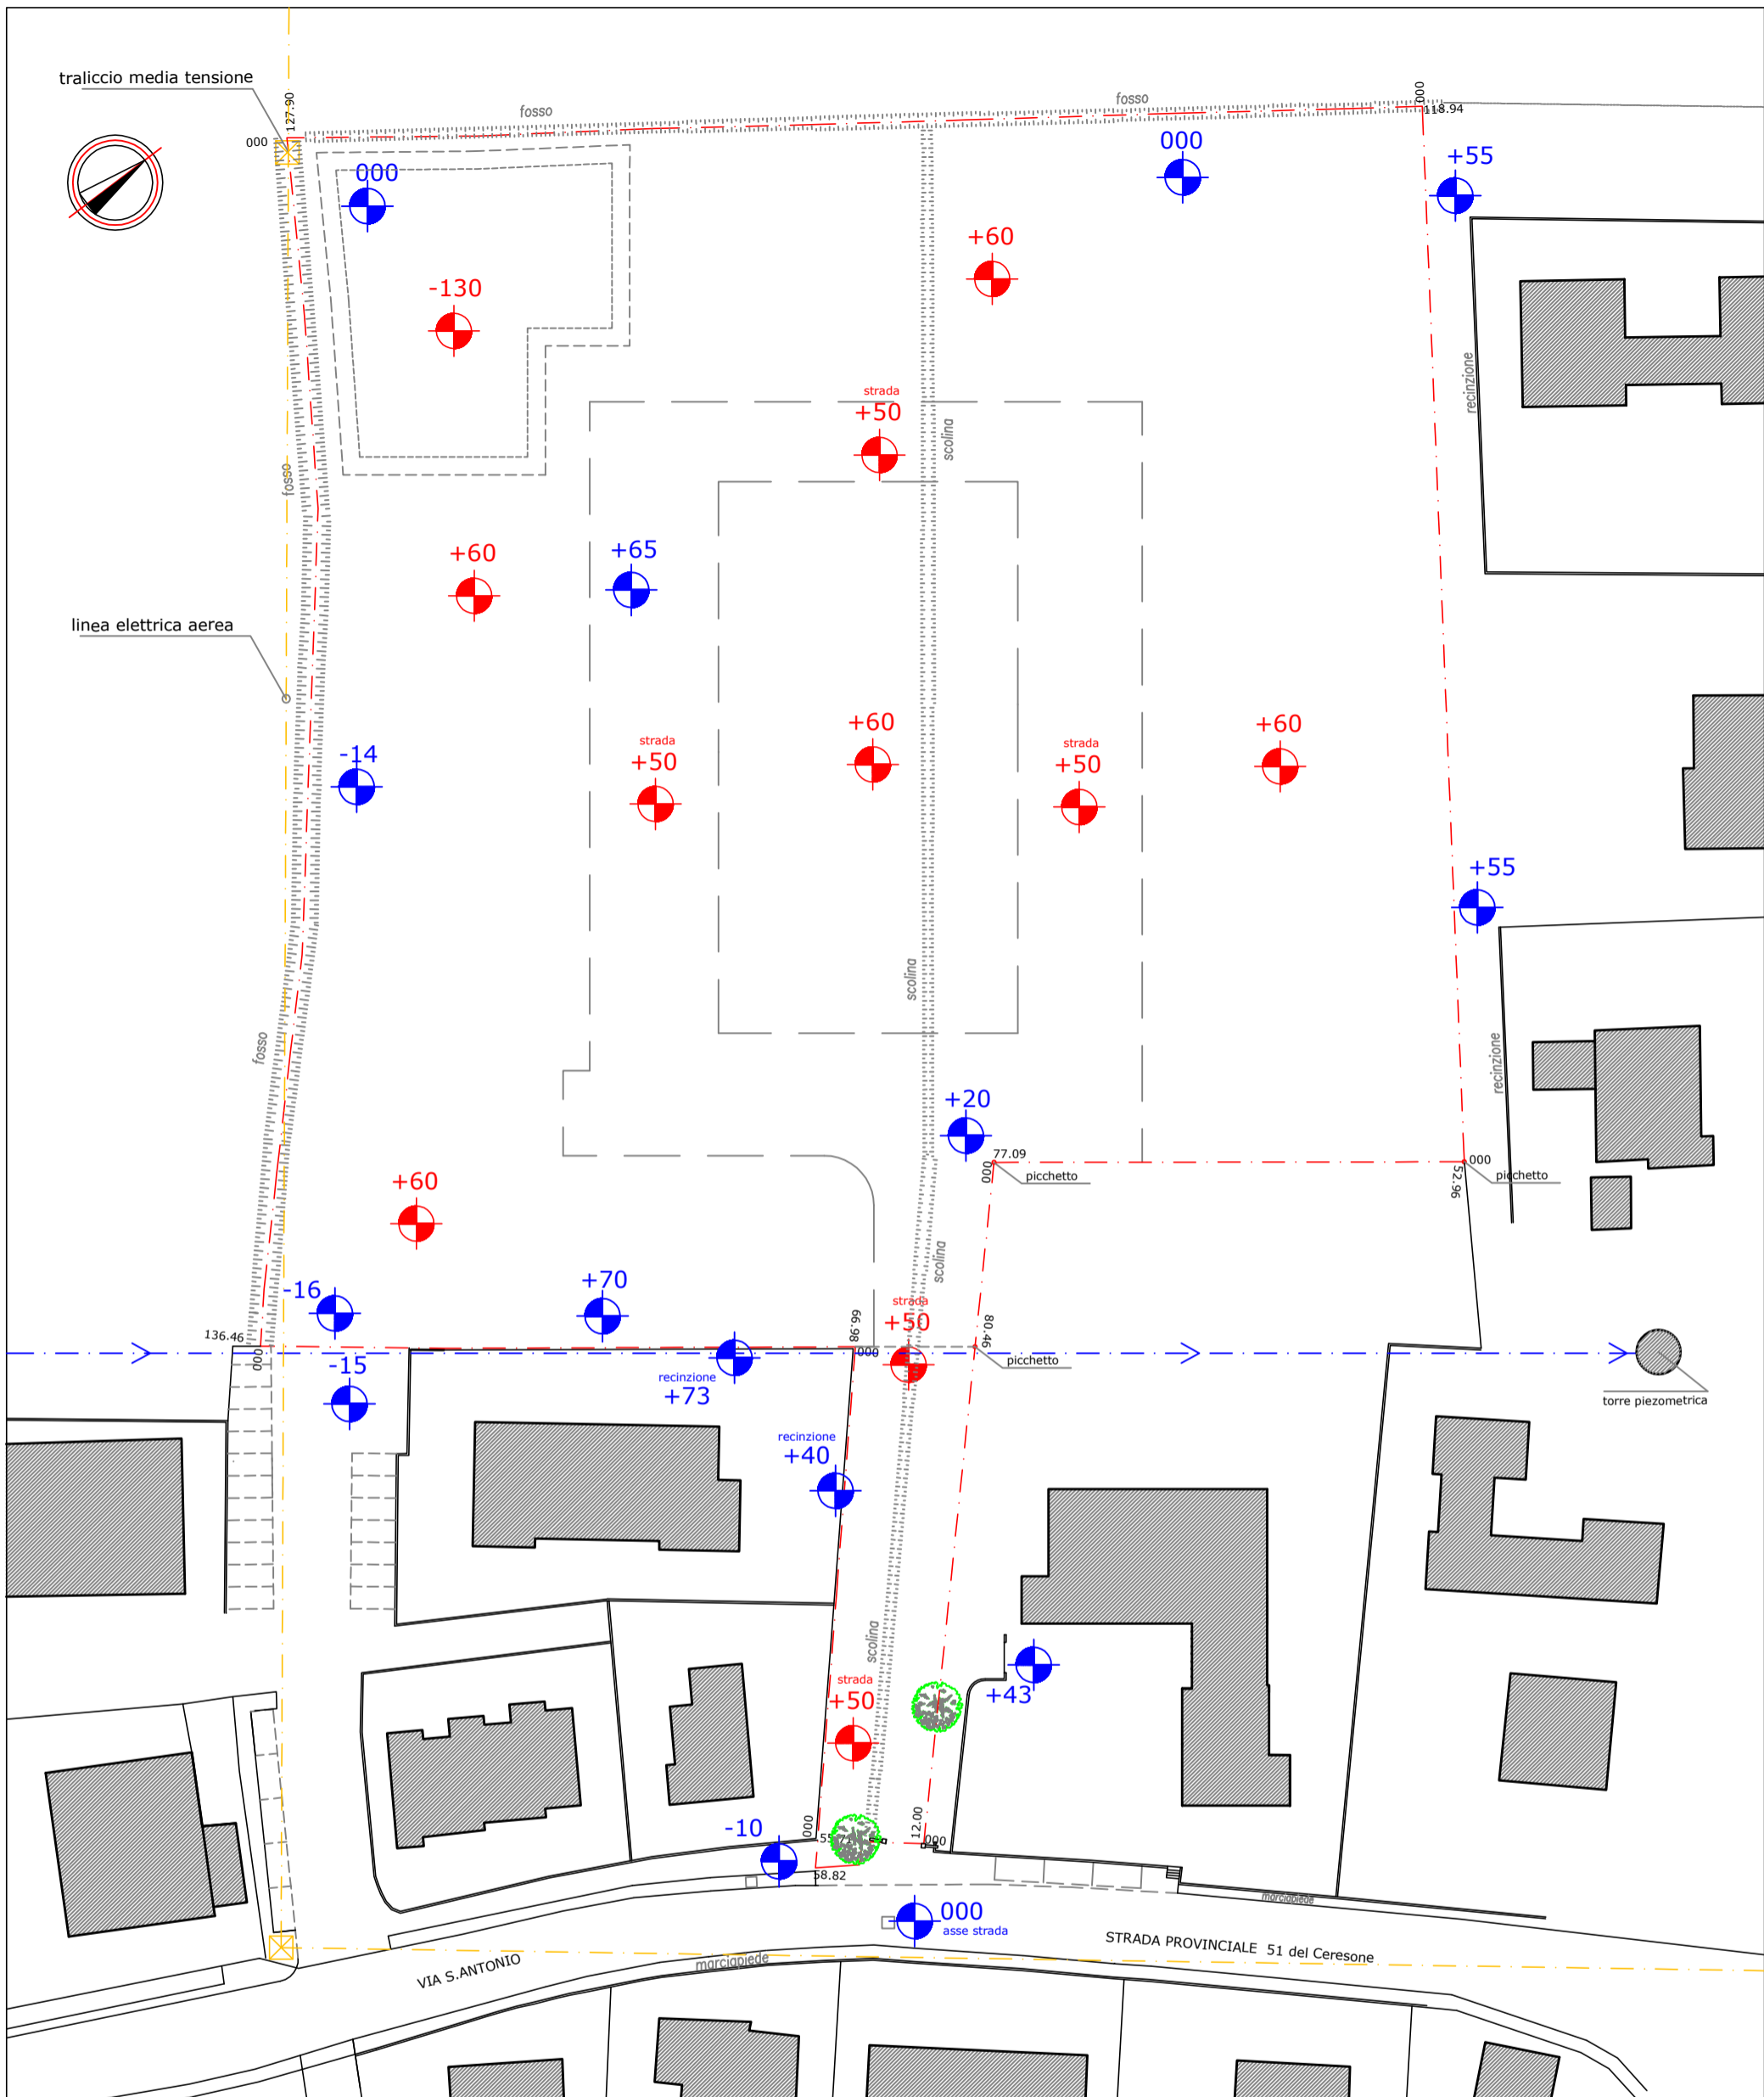 traliccio media tensione
127.90
000
fosso
fosso
000
118.94
000
000
+55
-130
+60
recinzione
strada
+50
scolina
fosso
+60
+65
linea elettrica aerea
-14
strada
+50
+60
strada
+50
+60
+55
scolina
fosso
recinzione
+20
77.09
000
picchetto
000
52.96
picchetto
+60
scolina
-16
+70
strada
+50
66.98
000
80.46
picchetto
136.46
000
-15
recinzione
+73
torre piezometrica
recinzione
+40
scolina
strada
+50
+43
-10
000
12.00
000
58.82
marciapiede
000
asse strada
STRADA PROVINCIALE 51 del Ceresone
VIA S.ANTONIO
marciapiede